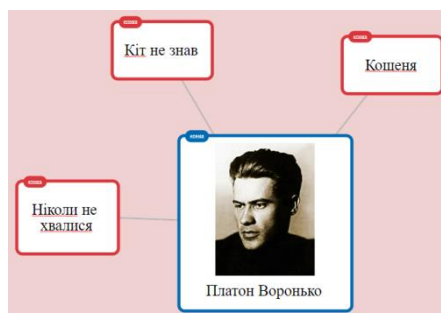 Кіт не знав
Кошеня
Ніколи не
хвалися
Платон Воронько